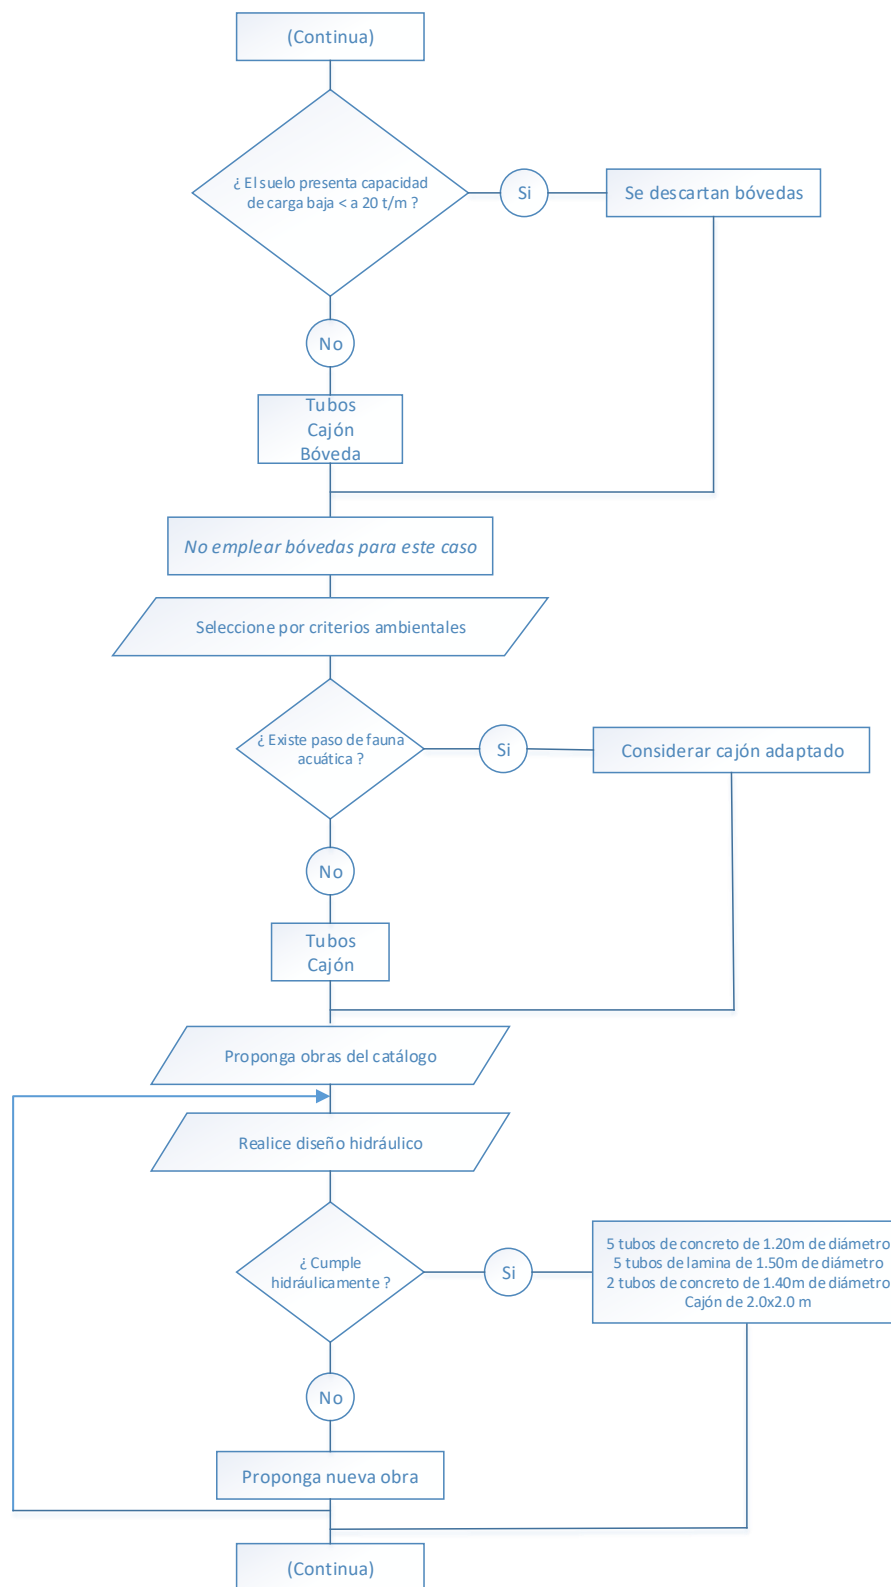 (Continua)
¿ El suelo presenta capacidad
de carga baja < a 20 t/m ?
Si
Se descartan bóvedas
No
Tubos
Cajón
Bóveda
No emplear bóvedas para este caso
Seleccione por criterios ambientales
¿ Existe paso de fauna
acuática ?
Si
Considerar cajón adaptado
No
Tubos
Cajón
Proponga obras del catálogo
Realice diseño hidráulico
¿ Cumple
hidráulicamente ?
Si
5 tubos de concreto de 1.20m de diámetro
5 tubos de lamina de 1.50m de diámetro
2 tubos de concreto de 1.40m de diámetro
Cajón de 2.0x2.0 m
No
Proponga nueva obra
(Continua)